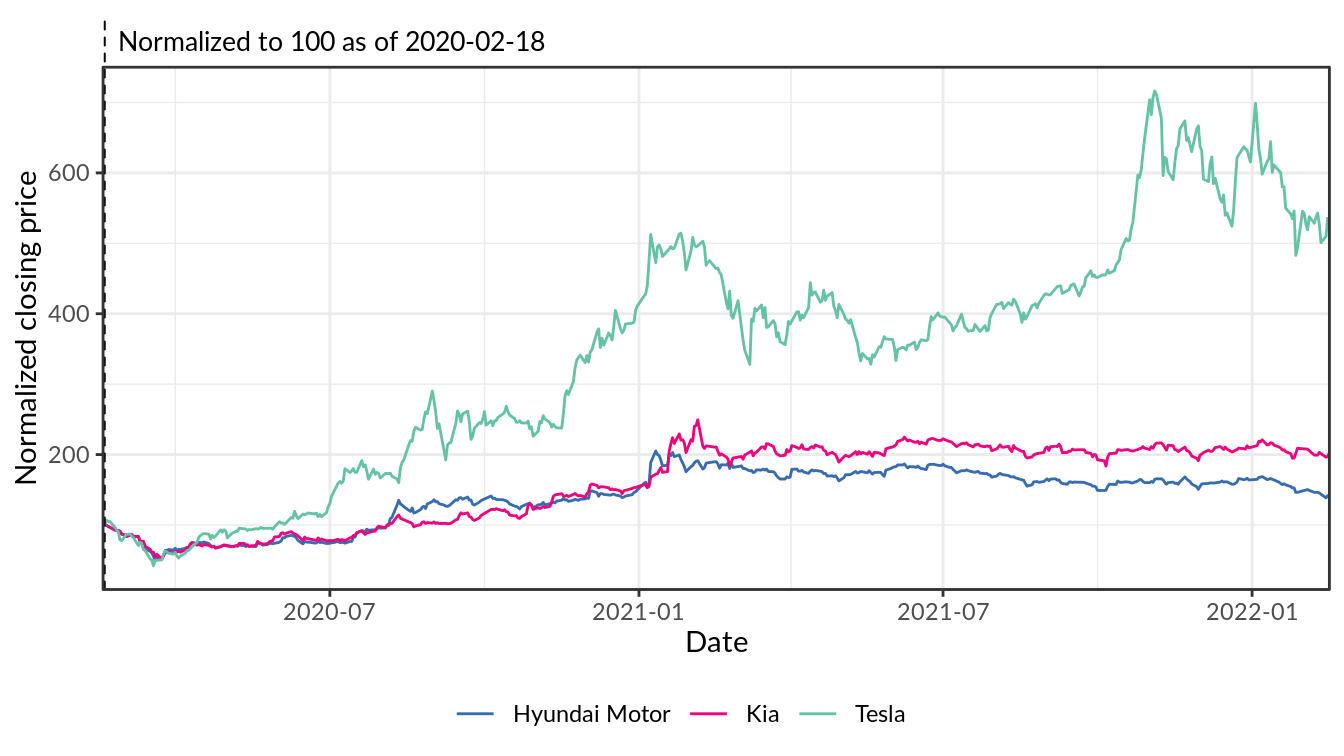 Normalized to 100 as of 2020-02-18
Normalized closing price
600
400
200
2020-07 2021-01 2021-07 2022-01
Date
Hyundai Motor Kia Tesla